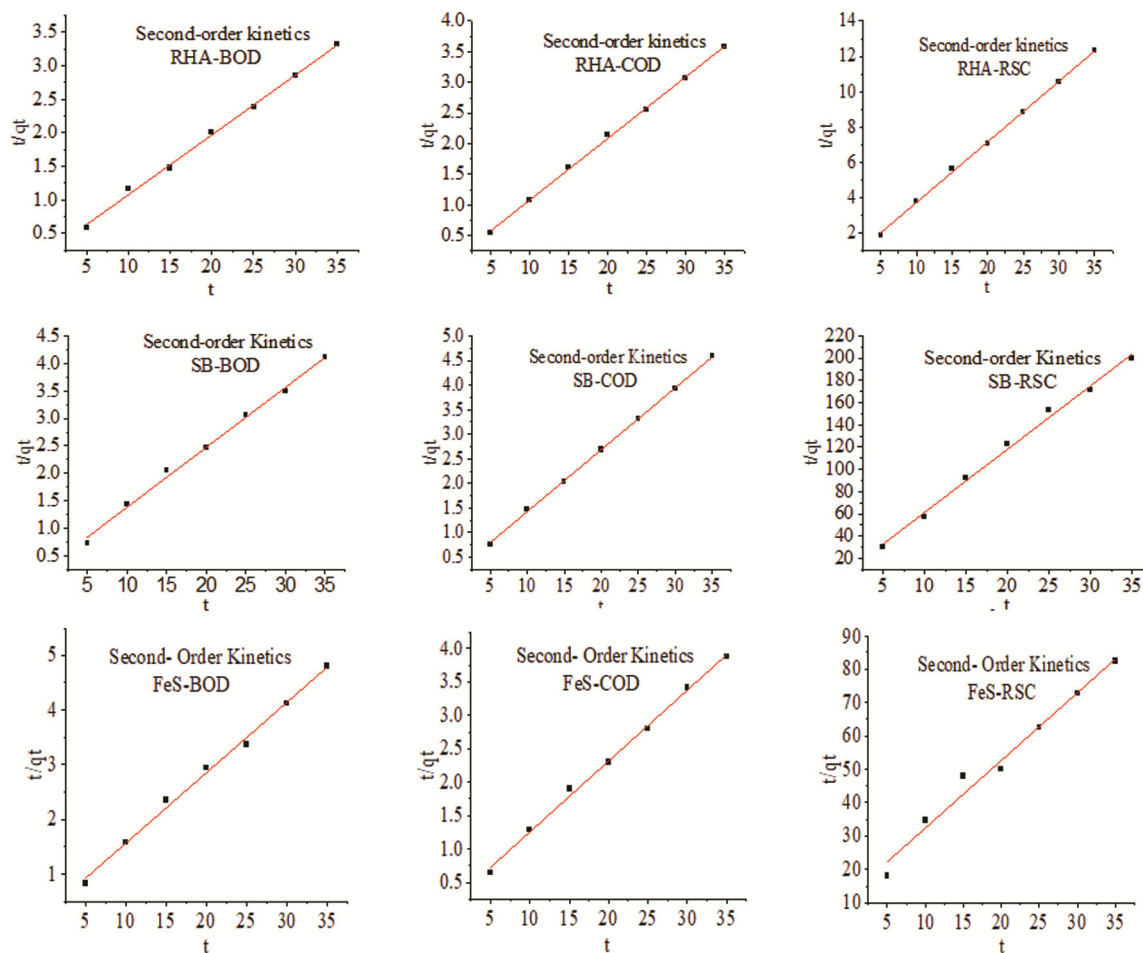 Second-order kinetics
RHA-BOD
t/qt
3.5
3.0
2.5
2.0
1.5
1.0
0.5
5 10 15 20 25 30 35
t
Second-order kinetics
RHA-COD
t/qt
4.0
3.5
3.0
2.5
2.0
1.5
1.0
0.5
0.0
5 10 15 20 25 30 35
t
Second-order kinetics
RHA-RSC
t/qt
14
12
10
8
6
4
2
5 10 15 20 25 30 35
t
Second-order Kinetics
SB-BOD
t/qt
4.5
4.0
3.5
3.0
2.5
2.0
1.5
1.0
0.5
5 10 15 20 25 30 35
t
Second-order Kinetics
SB-COD
t/qt
5.0
4.5
4.0
3.5
3.0
2.5
2.0
1.5
1.0
0.5
5 10 15 20 25 30 35
t
Second-order Kinetics
SB-RSC
t/qt
220
200
180
160
140
120
100
80
60
40
20
5 10 15 20 25 30 35
t
Second- Order Kinetics
FeS-BOD
t/qt
5
4
3
2
1
5 10 15 20 25 30 35
t
Second- Order Kinetics
FeS-COD
t/qt
4.0
3.5
3.0
2.5
2.0
1.5
1.0
0.5
5 10 15 20 25 30 35
t
Second- Order Kinetics
FeS-RSC
t/qt
90
80
70
60
50
40
30
20
10
5 10 15 20 25 30 35
t